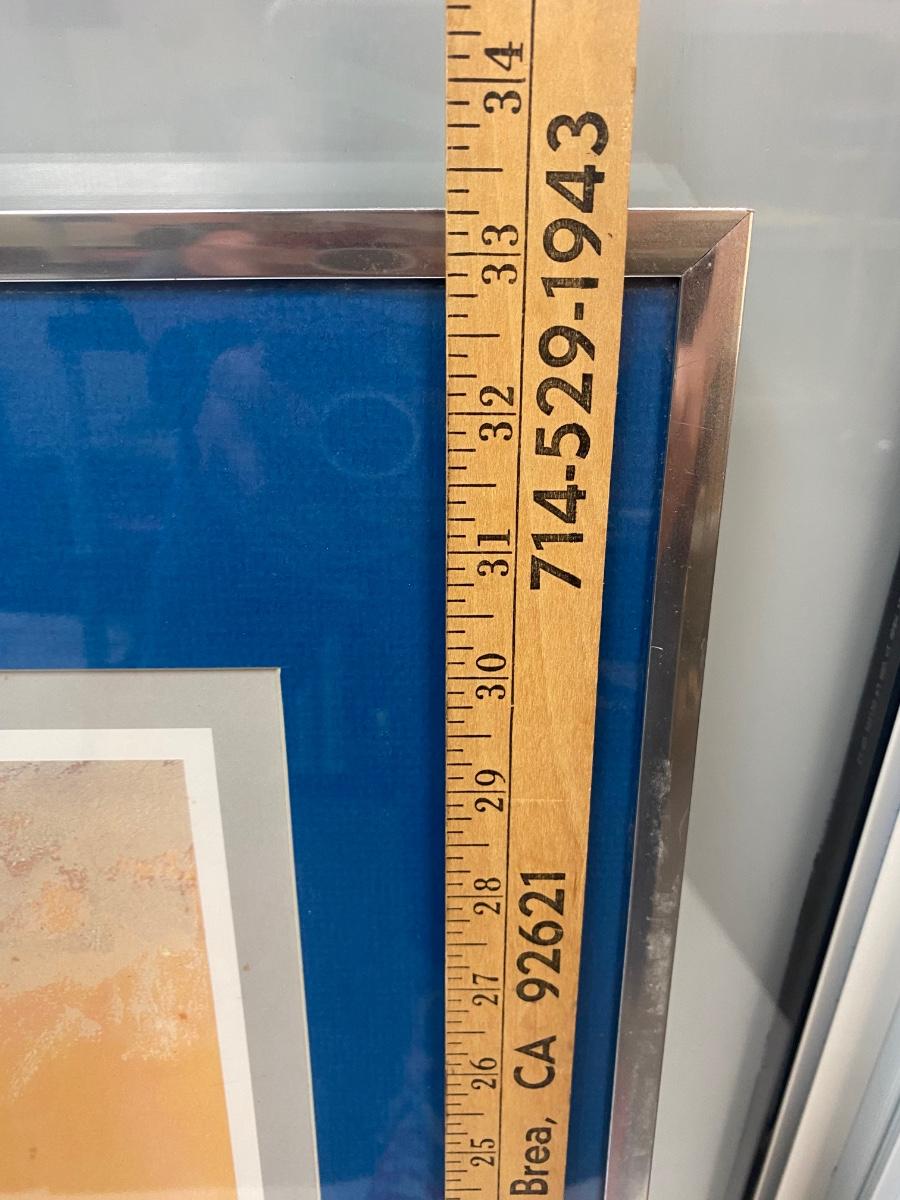 25 26 27 28 29 30 31 32 33 34
Brea, CA 92621 714-529-1943